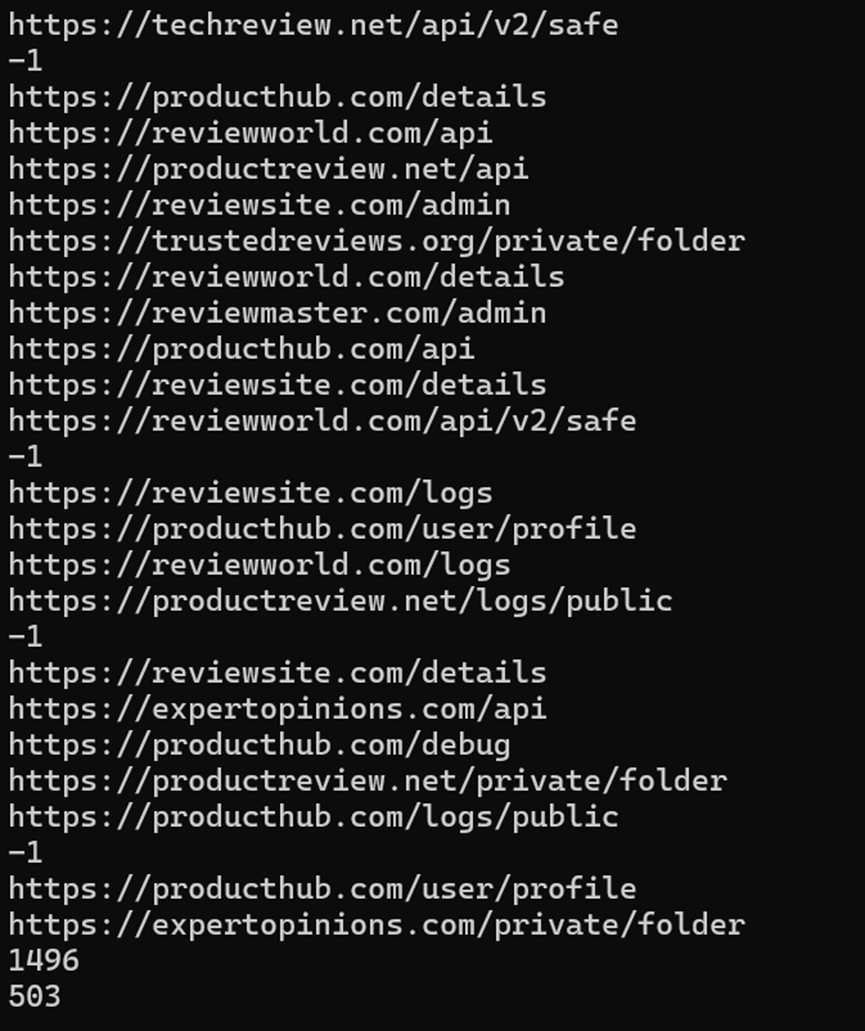 https://techreview.net/api/v2/safe
-1
https://producthub.com/details
https://reviewworld.com/api
https://productreview.net/api
https://reviewsite.com/admin
https://trustedreviews.org/private/folder
https://reviewworld.com/details
https://reviewmaster.com/admin
https://producthub.com/api
https://reviewsite.com/details
https://reviewworld.com/api/v2/safe
-1
https://reviewsite.com/logs
https://producthub.com/user/profile
https://reviewworld.com/logs
https://productreview.net/logs/public
-1
https://reviewsite.com/details
https://expertopinions.com/api
https://producthub.com/debug
https://productreview.net/private/folder
https://producthub.com/logs/public
-1
https://producthub.com/user/profile
https://expertopinions.com/private/folder
1496
503